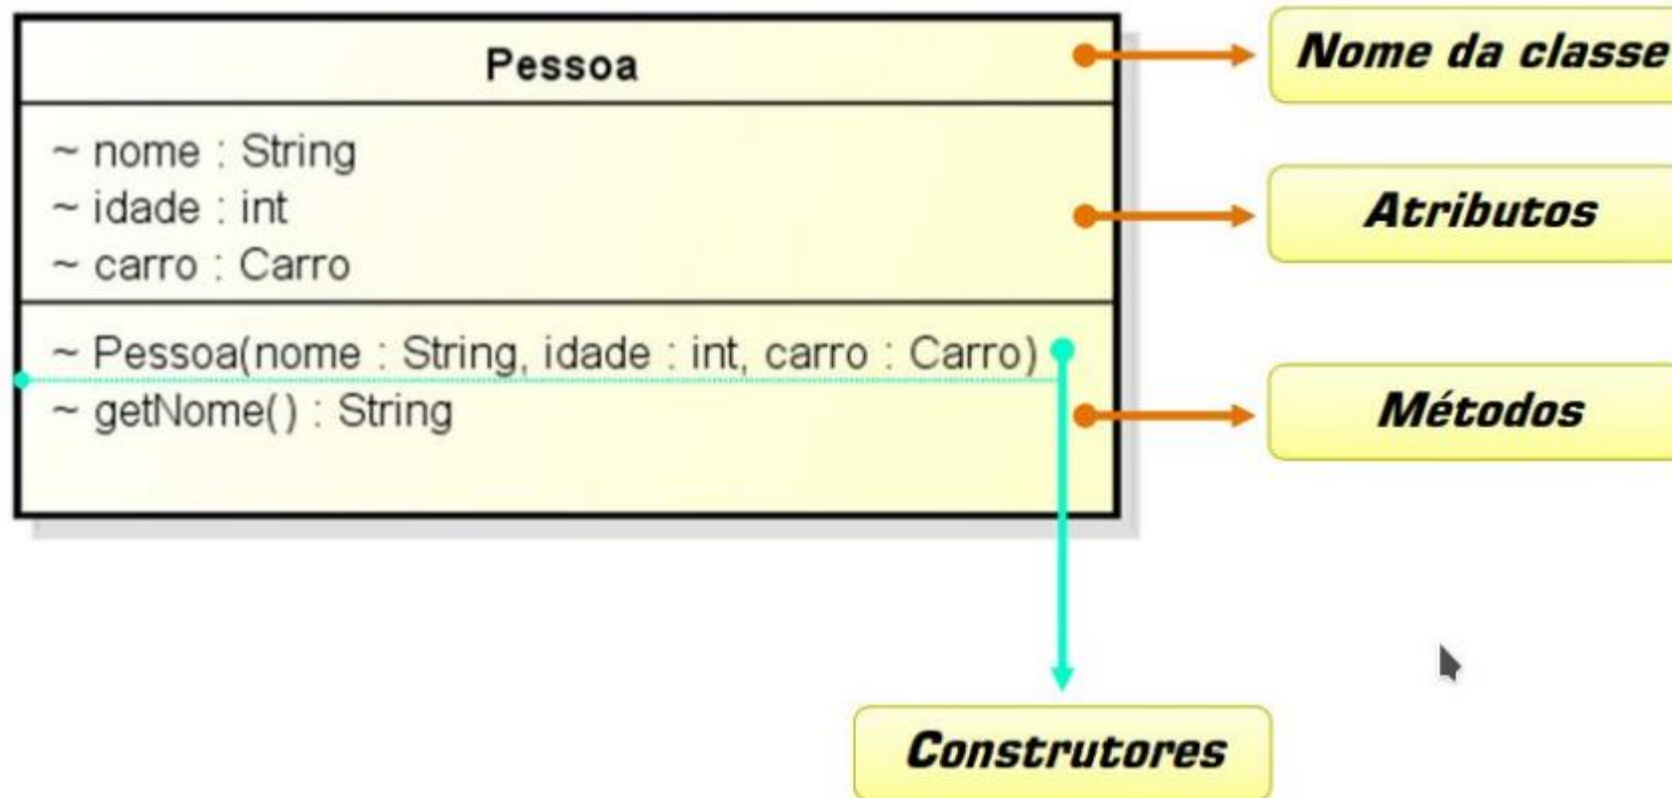 Pessoa
Nome da classe
~ nome : String
~ idade : int
~ carro : Carro
Atributos
~ Pessoa(nome : String, idade : int, carro : Carro)
~ getNome() : String
Métodos
Construtores